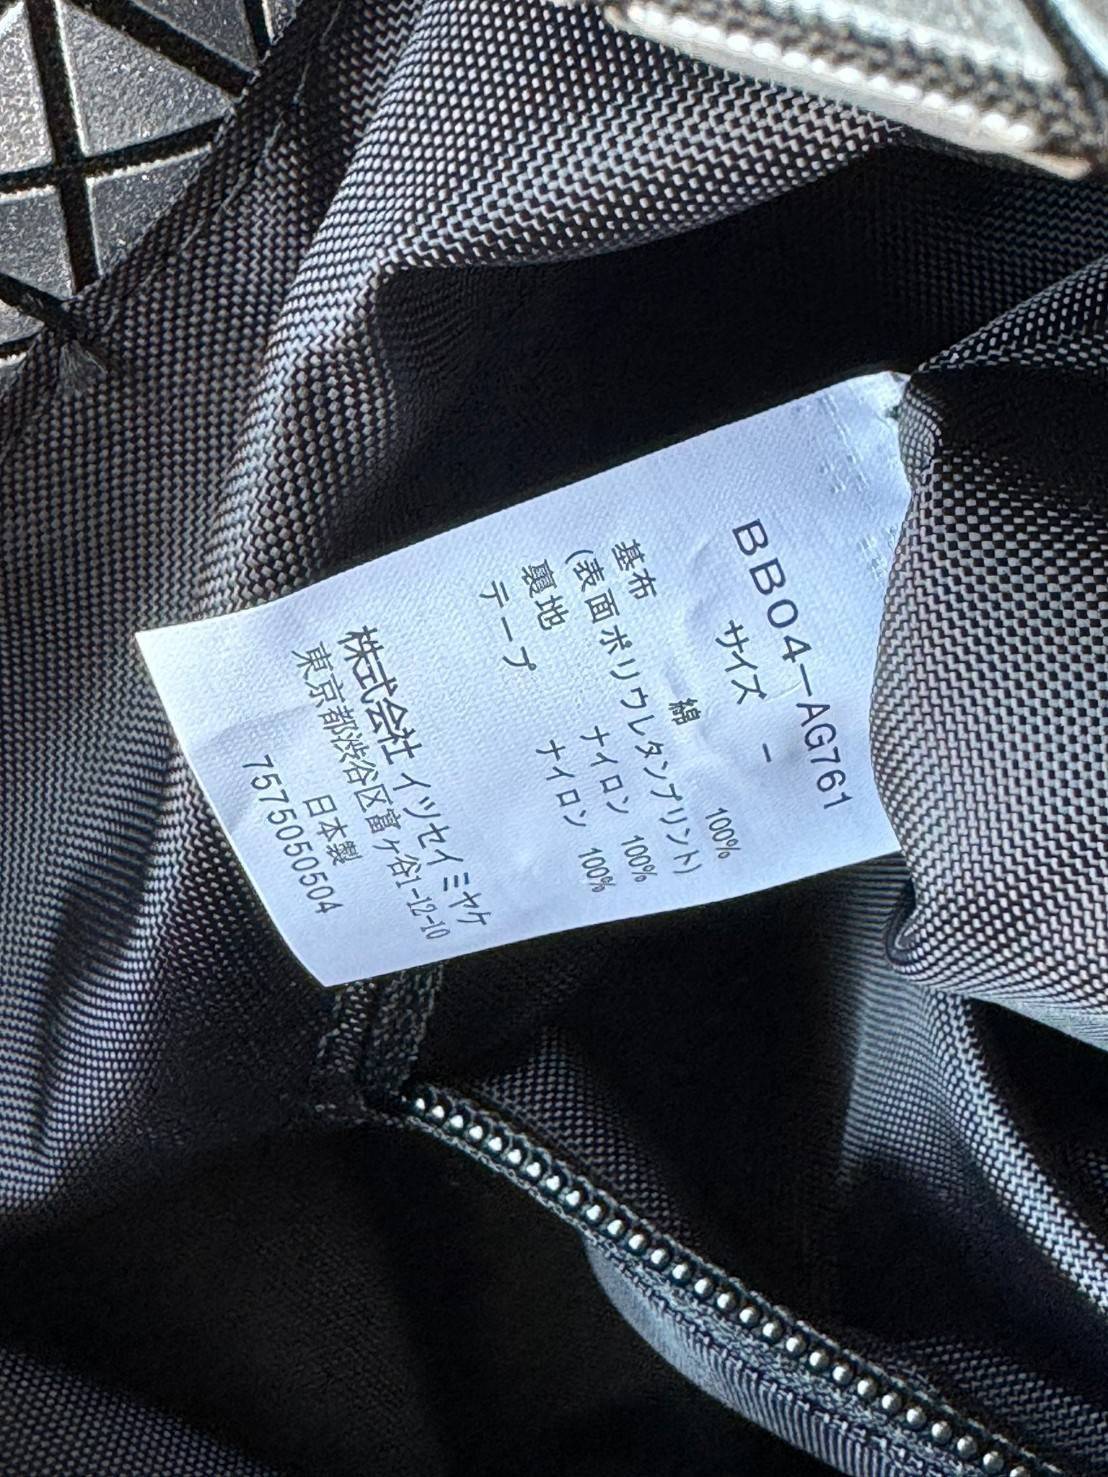 BB04-AG761
サイズ -
綿 100%
基布
(表面ポリウレタンプリント)
裏地 ナイロン 100%
テープ ナイロン 100%
株式会社 イッセイミヤケ
東京都渋谷区富ヶ谷1-12-10
日本製
7575050504